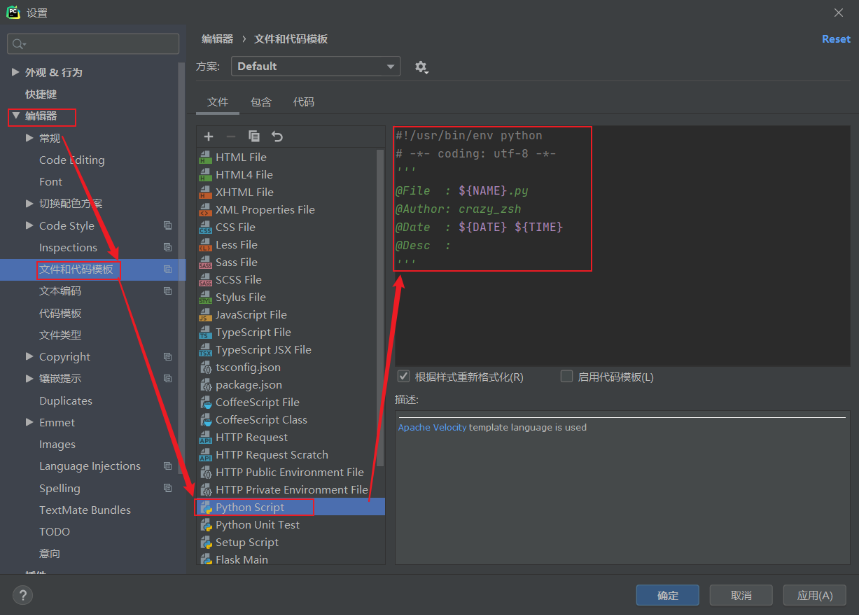 PC 设置
编辑器 › 文件和代码模板
Reset
方案: Default
外观 & 行为
快捷键
编辑器
常规
Code Editing
Font
切换配色方案
Code Style
Inspections
文件和代码模板
文本编码
代码模板
文件类型
Copyright
镶嵌提示
Duplicates
Emmet
Images
Language Injections
Spelling
TextMate Bundles
TODO
意向
插件
文件 包含 代码
HTML File
HTML4 File
XHTML File
XML Properties File
CSS File
Less File
Sass File
SCSS File
Stylus File
JavaScript File
TypeScript File
TypeScript JSX File
tsconfig.json
package.json
CoffeeScript File
CoffeeScript Class
HTTP Request
HTTP Request Scratch
HTTP Public Environment File
HTTP Private Environment File
Python Script
Python Unit Test
Setup Script
Flask Main
#!/usr/bin/env python
# -*- coding: utf-8 -*-
'''
@File  : ${NAME}.py
@Author: crazy_zsh
@Date  : ${DATE} ${TIME}
@Desc  :
'''
根据样式重新格式化(R) 启用代码模板(L)
描述:
Apache Velocity template language is used
? 确定 取消 应用(A)